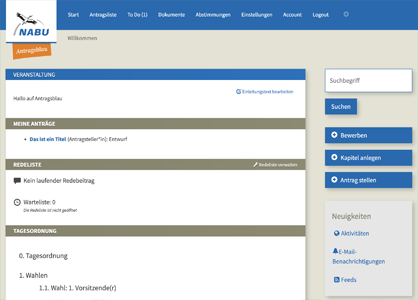 Start Antragsliste To Do (1) Dokumente Abstimmungen Einstellungen Account Logout
NABU
Antragsblau
Willkommen
VERANSTALTUNG
Hallo auf Antragsblau
Einleitungstext bearbeiten
MEINE ANTRÄGE
Das ist ein Titel (Antragsteller*in): Entwurf
REDELISTE
Redeliste verwalten
Kein laufender Redebeitrag
Warteliste: 0
Die Redeliste ist nicht geöffnet
TAGESORDNUNG
0. Tagesordnung
1. Wahlen
1.1. Wahl: 1. Vorsitzende(r)
Suchbegriff
Suchen
Bewerben
Kapitel anlegen
Antrag stellen
Neuigkeiten
Aktivitäten
E-Mail-
Benachrichtigungen
Feeds